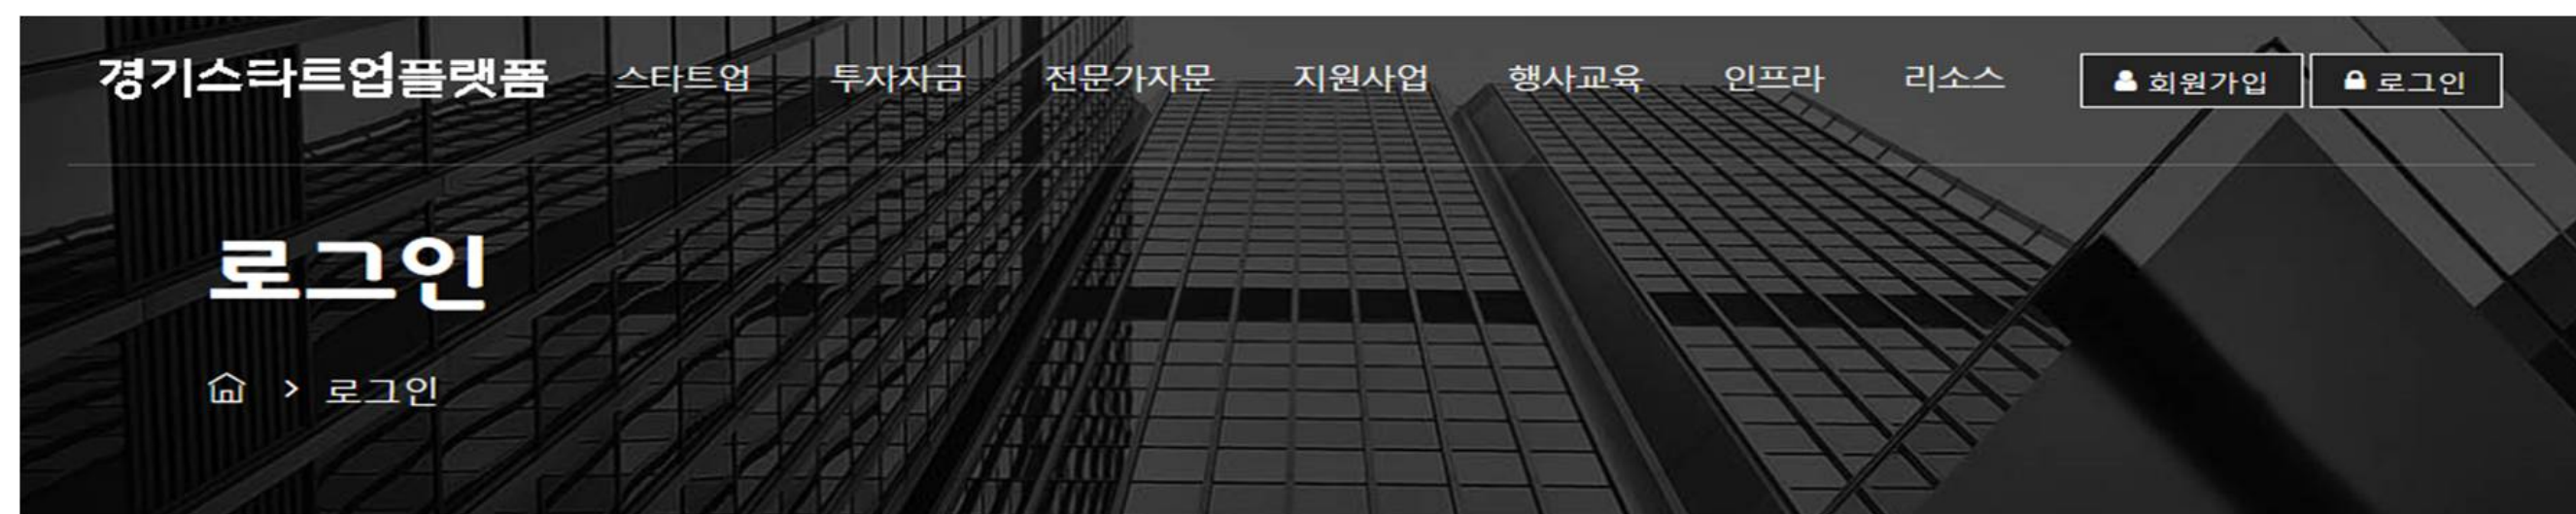 경기스타트업플랫폼 스타트업 투자자금 전문가자문 지원사업 행사교육 인프라 리소스 회원가입 로그인
로그인
> 로그인